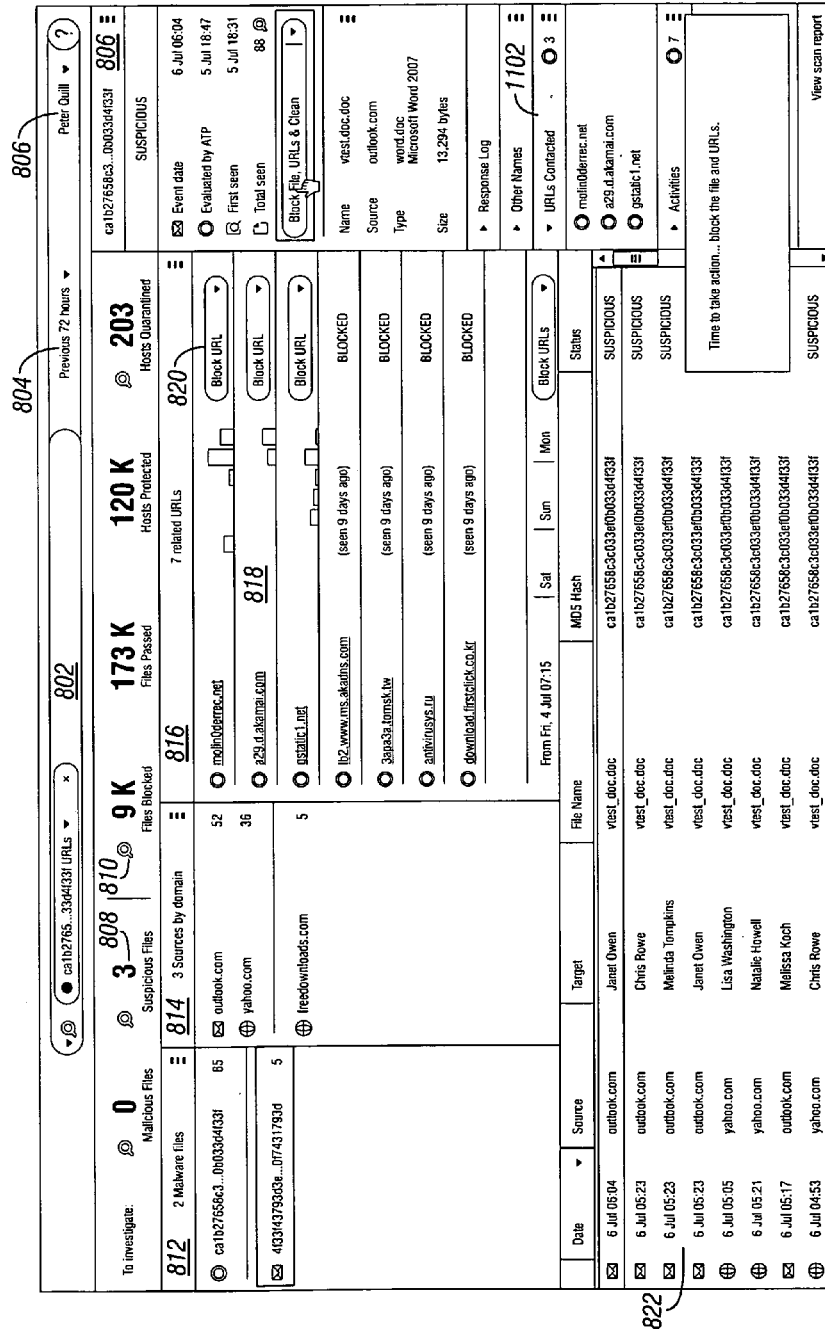 804
806
802
ca1b2765...33d4f33f URLs
×
Previous 72 hours
Peter Quill
?
To investigate:
0
Malicious Files
3
808
Suspicious Files
810
9 K
Files Blocked
173 K
Files Passed
120 K
Hosts Protected
203
Hosts Quarantined
812
2 Malware files
ca1b27658c3...0b033d4f33f 65
4f33f43793d3e...0f7431793d 5
814
3 Sources by domain
outlook.com 52
yahoo.com 36
freedownloads.com 5
816
7 related URLs
820
818
molin0derrec.net Block URL
a29.d.akamai.com Block URL
gstatic1.net Block URL
lb2.www.ms.akadns.com (seen 9 days ago) BLOCKED
3apa3a.tomsk.tw (seen 9 days ago) BLOCKED
antivirusys.ru (seen 9 days ago) BLOCKED
download.firstclick.co.kr (seen 9 days ago) BLOCKED
From Fri, 4 Jul 07:15 Sat Sun Mon Block URLs
ca1b27658c3...0b033d4f33f 806
SUSPICIOUS
Event date 6 Jul 06:04
Evaluated by ATP 5 Jul 18:47
First seen 5 Jul 18:31
Total seen 88
Block File, URLs & Clean
Name vtest.doc.doc
Source outlook.com
Type word.doc
Microsoft Word 2007
Size 13,294 bytes
Response Log
Other Names
1102
URLs Contacted 3
molin0derrec.net
a29.d.akamai.com
gstatic1.net
Activities 7
Time to take action... block the file and URLs.
View scan report
Date Source Target File Name MD5 Hash Status
6 Jul 06:04 outlook.com Janet Owen vtest_doc.doc ca1b27658c3c033ef0b033d4f33f SUSPICIOUS
6 Jul 05:23 outlook.com Chris Rowe vtest_doc.doc ca1b27658c3c033ef0b033d4f33f SUSPICIOUS
6 Jul 05:23 outlook.com Melinda Tompkins vtest_doc.doc ca1b27658c3c033ef0b033d4f33f SUSPICIOUS
6 Jul 05:23 outlook.com Janet Owen vtest_doc.doc ca1b27658c3c033ef0b033d4f33f
6 Jul 05:05 yahoo.com Lisa Washington vtest_doc.doc ca1b27658c3c033ef0b033d4f33f
6 Jul 05:21 yahoo.com Natalie Howell vtest_doc.doc ca1b27658c3c033ef0b033d4f33f
6 Jul 05:17 outlook.com Melissa Koch vtest_doc.doc ca1b27658c3c033ef0b033d4f33f
6 Jul 04:53 yahoo.com Chris Rowe vtest_doc.doc ca1b27658c3c033ef0b033d4f33f SUSPICIOUS
822